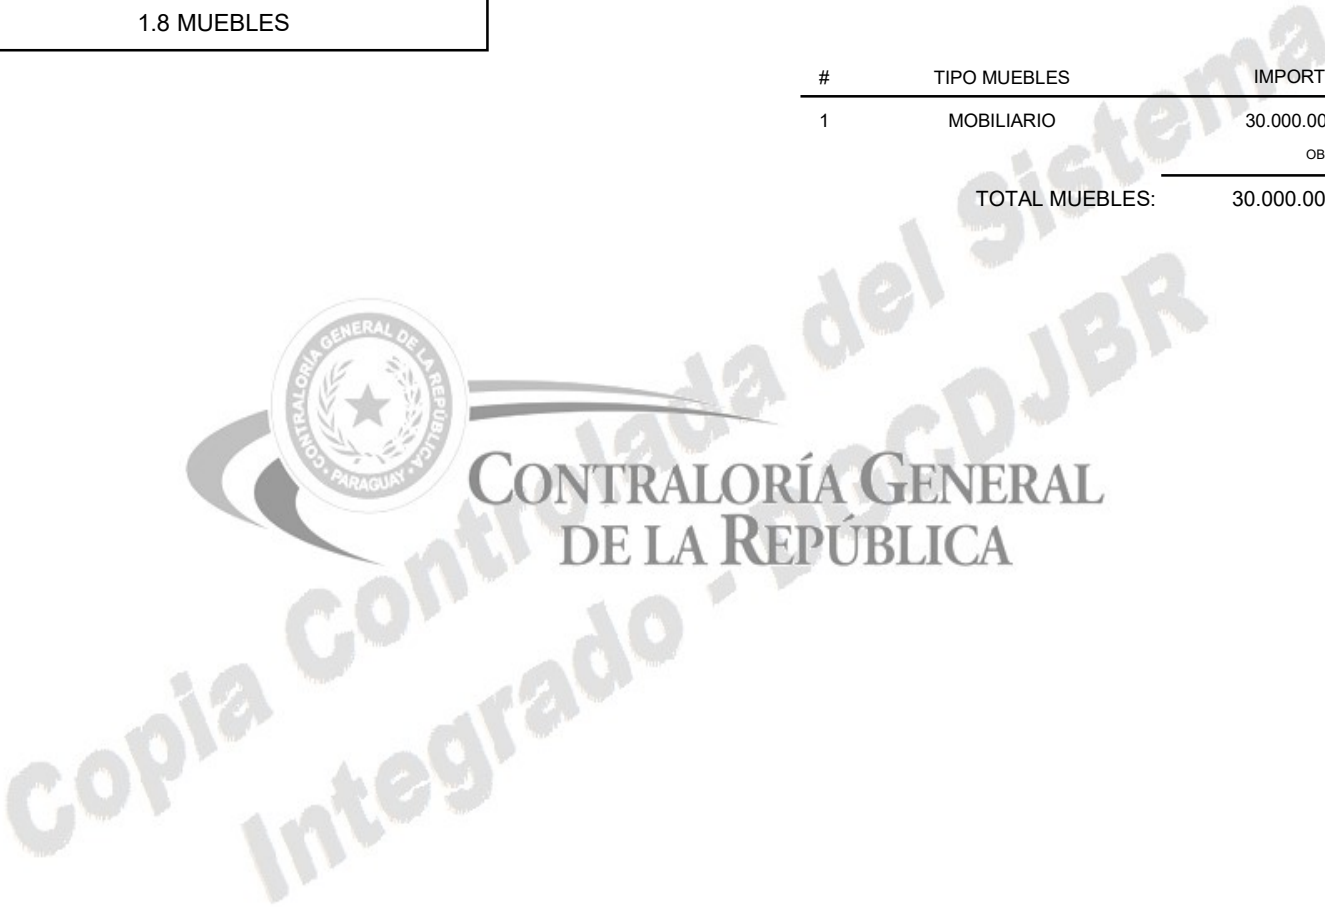 1.8 MUEBLES
# TIPO MUEBLES IMPORT
1 MOBILIARIO 30.000.00
OB
TOTAL MUEBLES: 30.000.00
CONTRALORÍA GENERAL DE LA REPÚBLICA
PARAGUAY
CONTRALORÍA GENERAL
DE LA REPÚBLICA
Copia Controlada del Sistema
Integrado - DGCDJBR